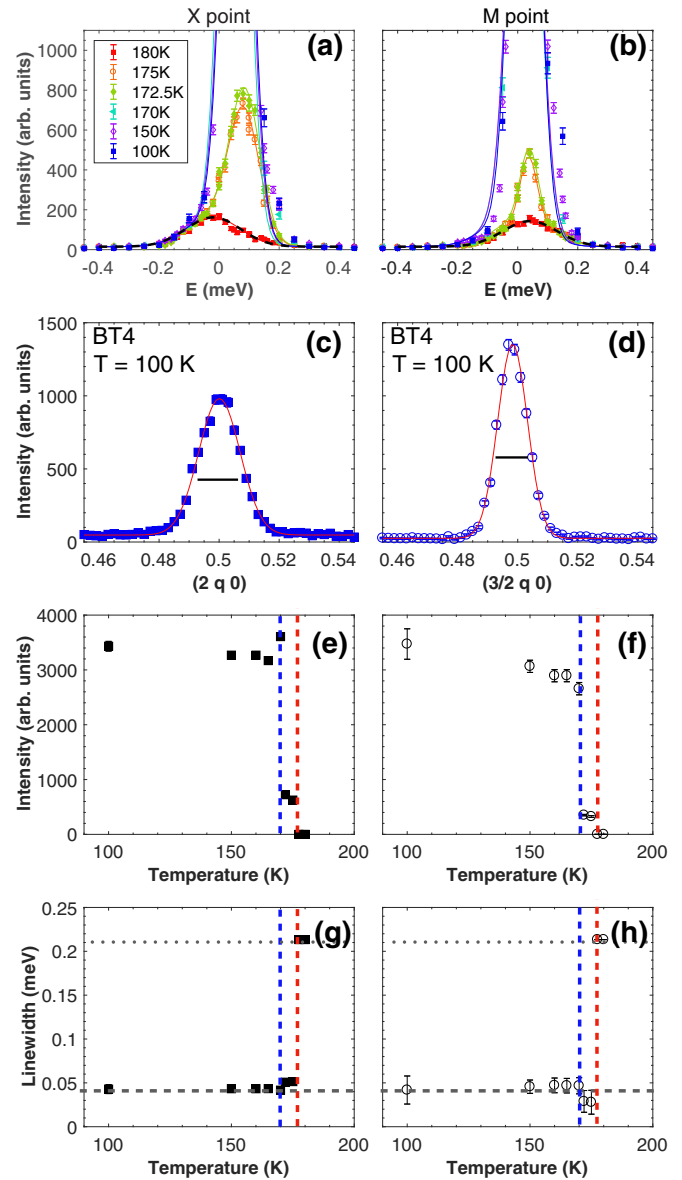 X point
M point
(a)
(b)
Intensity (arb. units)
1000
800
600
400
200
0
180K
175K
172.5K
170K
150K
100K
-0.4 -0.2 0 0.2 0.4
-0.4 -0.2 0 0.2 0.4
E (meV)
E (meV)
BT4
T = 100 K
(c)
BT4
T = 100 K
(d)
Intensity (arb. units)
1500
1000
500
0
0.46 0.48 0.5 0.52 0.54
0.46 0.48 0.5 0.52 0.54
(2 q 0)
(3/2 q 0)
(e)
(f)
Intensity (arb. units)
4000
3000
2000
1000
0
100 150 200
100 150 200
Temperature (K)
Temperature (K)
(g)
(h)
Linewidth (meV)
0.25
0.2
0.15
0.1
0.05
0
100 150 200
100 150 200
Temperature (K)
Temperature (K)